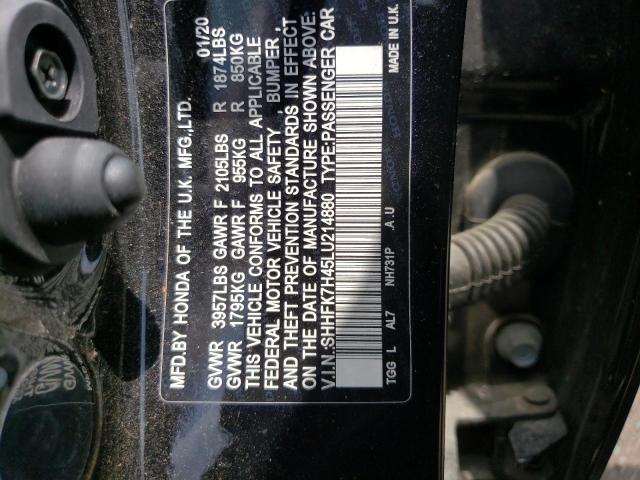 MFD.BY HONDA OF THE U.K. MFG.,LTD. 01/20
GVWR 3957LBS GAWR F 2105LBS R 1874LBS
GVWR 1795KG GAWR F 955KG R 850KG
THIS VEHICLE CONFORMS TO ALL APPLICABLE
FEDERAL MOTOR VEHICLE SAFETY BUMPER ,
AND THEFT PREVENTION STANDARDS IN EFFECT
ON THE DATE OF MANUFACTURE SHOWN ABOVE:
V.I.N.:SHHFK7H45LU214880 TYPE:PASSENGER CAR
TGG L AL7 NH731P A.U MADE IN U.K.